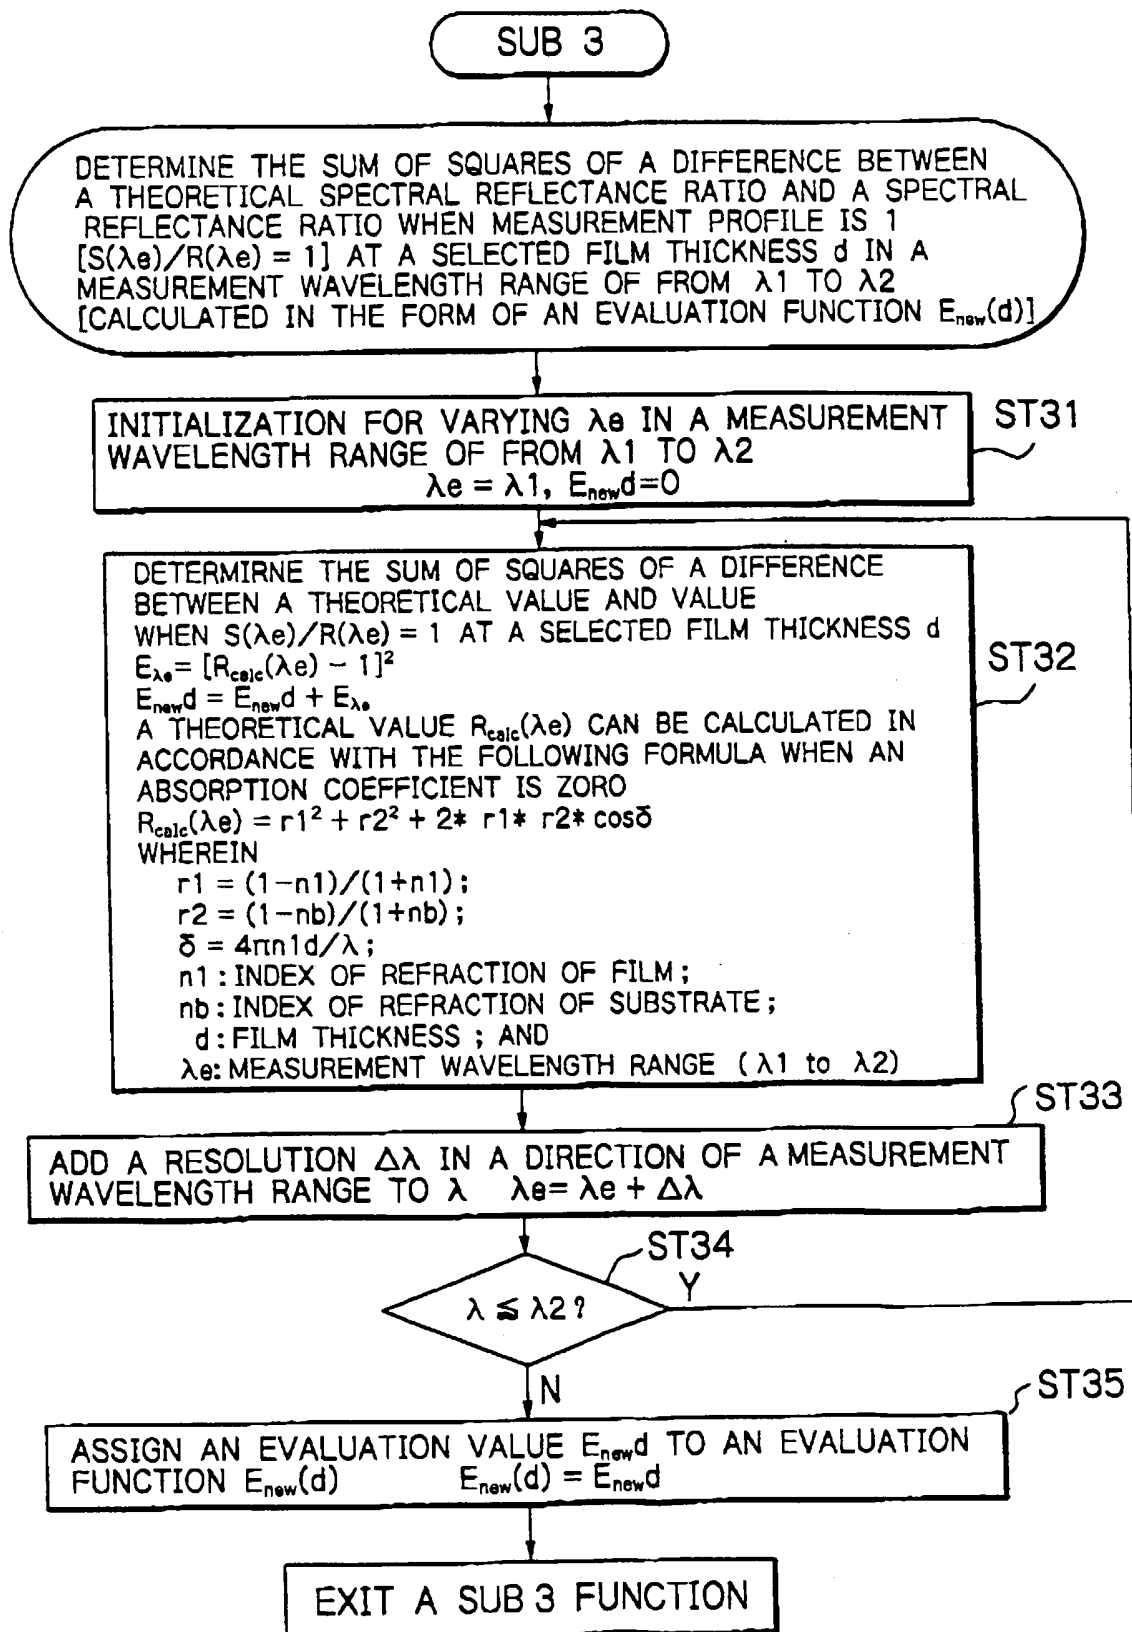 SUB 3
DETERMINE THE SUM OF SQUARES OF A DIFFERENCE BETWEEN
A THEORETICAL SPECTRAL REFLECTANCE RATIO AND A SPECTRAL
REFLECTANCE RATIO WHEN MEASUREMENT PROFILE IS 1
[S(λe)/R(λe) = 1] AT A SELECTED FILM THICKNESS d IN A
MEASUREMENT WAVELENGTH RANGE OF FROM λ1 TO λ2
[CALCULATED IN THE FORM OF AN EVALUATION FUNCTION Enew(d)]
INITIALIZATION FOR VARYING λe IN A MEASUREMENT
WAVELENGTH RANGE OF FROM λ1 TO λ2
λe = λ1, Enewd=0
ST31
DETERMIRNE THE SUM OF SQUARES OF A DIFFERENCE
BETWEEN A THEORETICAL VALUE AND VALUE
WHEN S(λe)/R(λe) = 1 AT A SELECTED FILM THICKNESS d
Eλe = [Rcalc(λe) − 1]²
Enewd = Enewd + Eλe
A THEORETICAL VALUE Rcalc(λe) CAN BE CALCULATED IN
ACCORDANCE WITH THE FOLLOWING FORMULA WHEN AN
ABSORPTION COEFFICIENT IS ZORO
Rcalc(λe) = r1² + r2² + 2* r1* r2* cosδ
WHEREIN
r1 = (1−n1)/(1+n1);
r2 = (1−nb)/(1+nb);
δ = 4πn1d/λ;
n1 : INDEX OF REFRACTION OF FILM;
nb: INDEX OF REFRACTION OF SUBSTRATE;
d: FILM THICKNESS ; AND
λe: MEASUREMENT WAVELENGTH RANGE (λ1 to λ2)
ST32
ST33
ADD A RESOLUTION Δλ IN A DIRECTION OF A MEASUREMENT
WAVELENGTH RANGE TO λ λe= λe + Δλ
ST34
λ ≦ λ2?
Y
N
ST35
ASSIGN AN EVALUATION VALUE Enewd TO AN EVALUATION
FUNCTION Enew(d) Enew(d) = Enewd
EXIT A SUB 3 FUNCTION